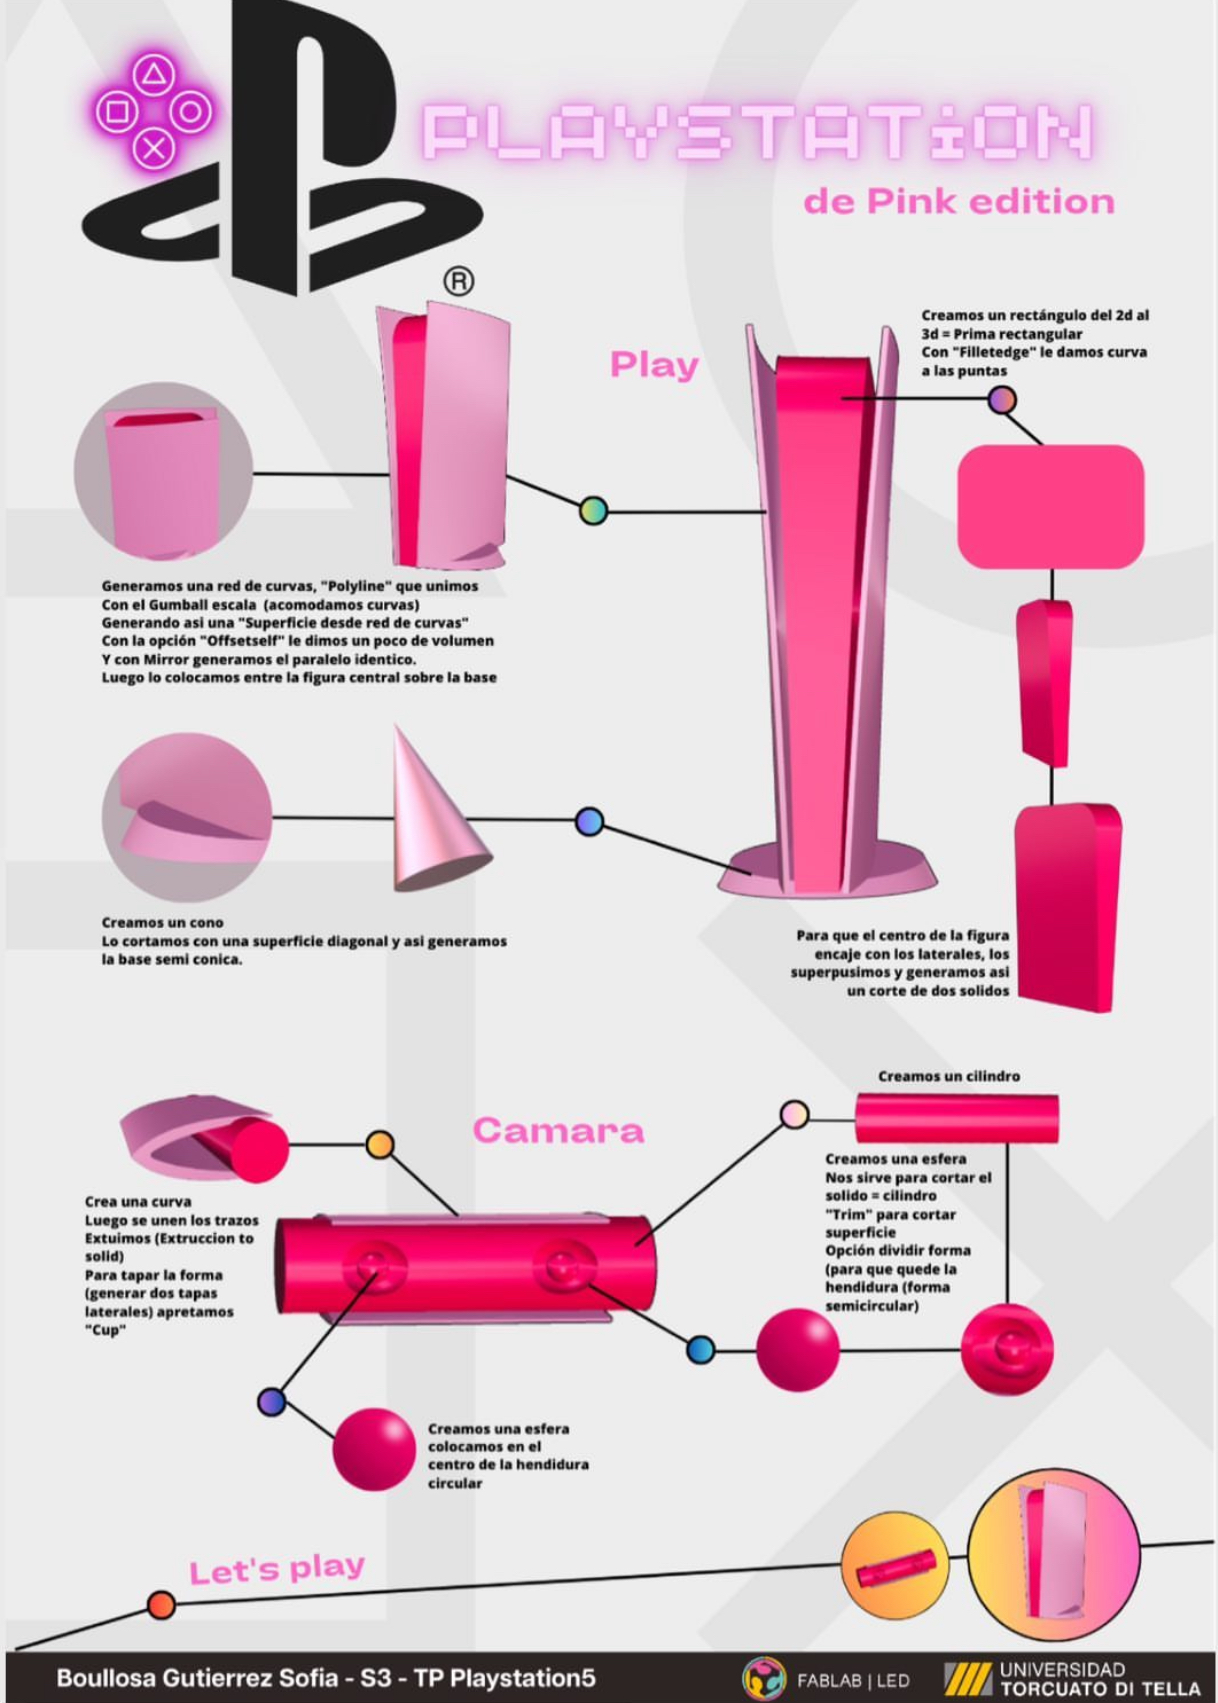 PLAYSTATiON
de Pink edition
®
Play
Creamos un rectángulo del 2d al
3d = Prima rectangular
Con "Filletedge" le damos curva
a las puntas
Generamos una red de curvas, "Polyline" que unimos
Con el Gumball escala (acomodamos curvas)
Generando asi una "Superficie desde red de curvas"
Con la opción "Offsetself" le dimos un poco de volumen
Y con Mirror generamos el paralelo identico.
Luego lo colocamos entre la figura central sobre la base
Creamos un cono
Lo cortamos con una superficie diagonal y asi generamos
la base semi conica.
Para que el centro de la figura
encaje con los laterales, los
superpusimos y generamos asi
un corte de dos solidos
Camara
Creamos un cilindro
Creamos una esfera
Nos sirve para cortar el
solido = cilindro
"Trim" para cortar
superficie
Opción dividir forma
(para que quede la
hendidura (forma
semicircular)
Crea una curva
Luego se unen los trazos
Extuimos (Extruccion to
solid)
Para tapar la forma
(generar dos tapas
laterales) apretamos
"Cup"
Creamos una esfera
colocamos en el
centro de la hendidura
circular
Let's play
Boullosa Gutierrez Sofia - S3 - TP Playstation5
FABLAB | LED
UNIVERSIDAD
TORCUATO DI TELLA